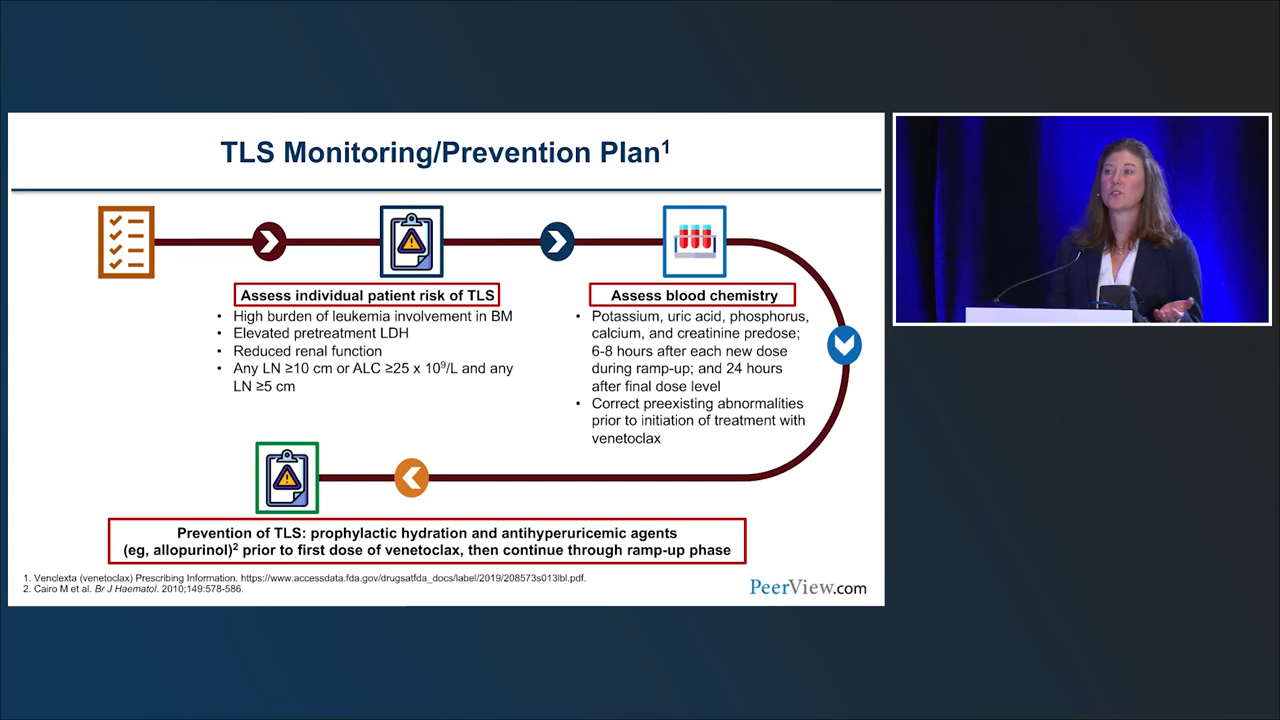 TLS Monitoring/Prevention Plan¹
Assess individual patient risk of TLS
• High burden of leukemia involvement in BM
• Elevated pretreatment LDH
• Reduced renal function
• Any LN ≥10 cm or ALC ≥25 x 10⁹/L and any
LN ≥5 cm
Assess blood chemistry
• Potassium, uric acid, phosphorus,
calcium, and creatinine predose;
6-8 hours after each new dose
during ramp-up; and 24 hours
after final dose level
• Correct preexisting abnormalities
prior to initiation of treatment with
venetoclax
Prevention of TLS: prophylactic hydration and antihyperuricemic agents
(eg, allopurinol)² prior to first dose of venetoclax, then continue through ramp-up phase
1. Venclexta (venetoclax) Prescribing Information. https://www.accessdata.fda.gov/drugsatfda_docs/label/2019/208573s013lbl.pdf.
2. Cairo M et al. Br J Haematol. 2010;149:578-586.
PeerView.com